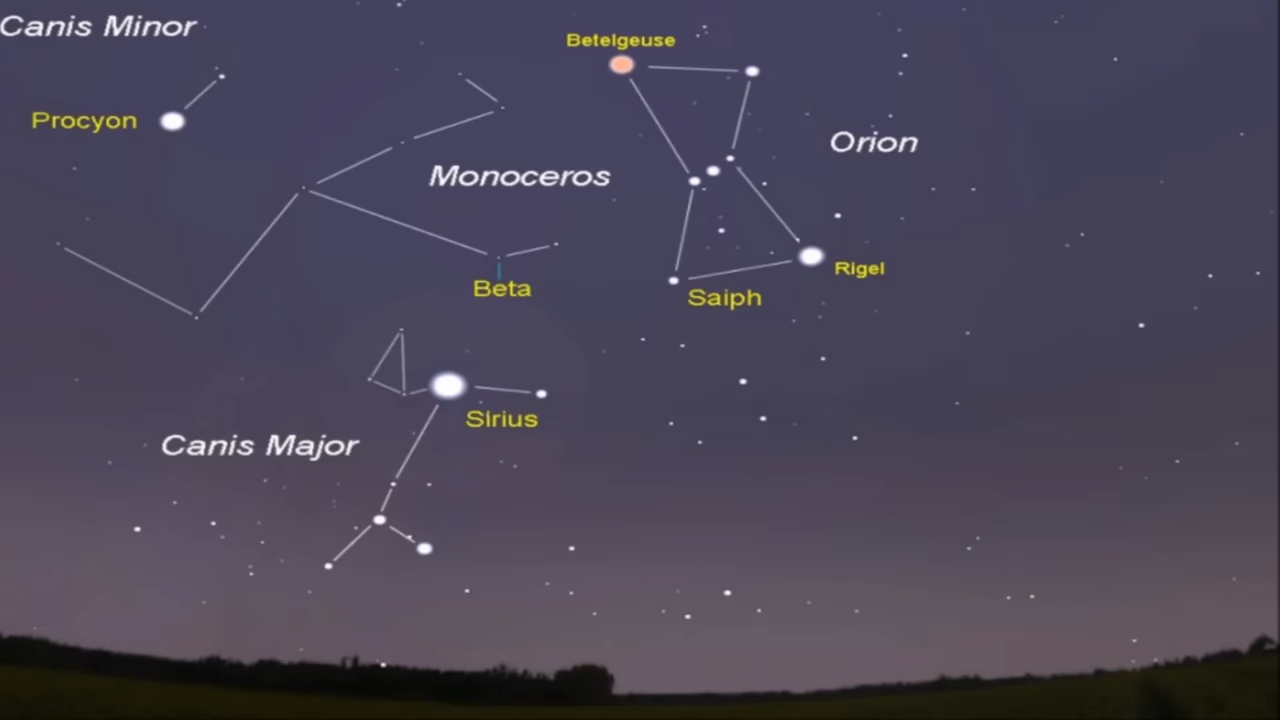 Canis Minor
Betelgeuse
Procyon
Orion
Monoceros
Rigel
Beta
Saiph
Sirius
Canis Major